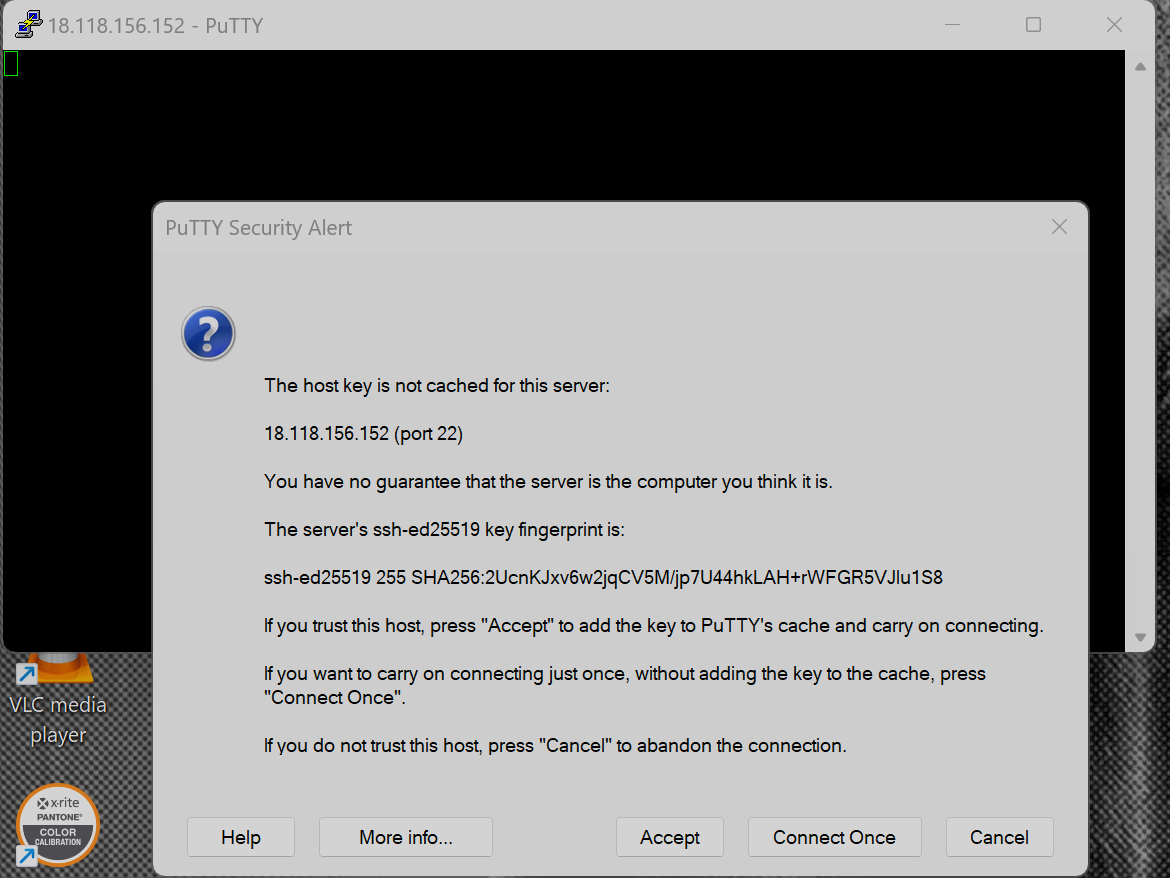 18.118.156.152 - PuTTY
PuTTY Security Alert
The host key is not cached for this server:
18.118.156.152 (port 22)
You have no guarantee that the server is the computer you think it is.
The server's ssh-ed25519 key fingerprint is:
ssh-ed25519 255 SHA256:2UcnKJxv6w2jqCV5M/jp7U44hkLAH+rWFGR5VJlu1S8
If you trust this host, press "Accept" to add the key to PuTTY's cache and carry on connecting.
If you want to carry on connecting just once, without adding the key to the cache, press
"Connect Once".
If you do not trust this host, press "Cancel" to abandon the connection.
Help
More info...
Accept
Connect Once
Cancel
VLC media
player
x-rite
PANTONE®
COLOR
CALIBRATION